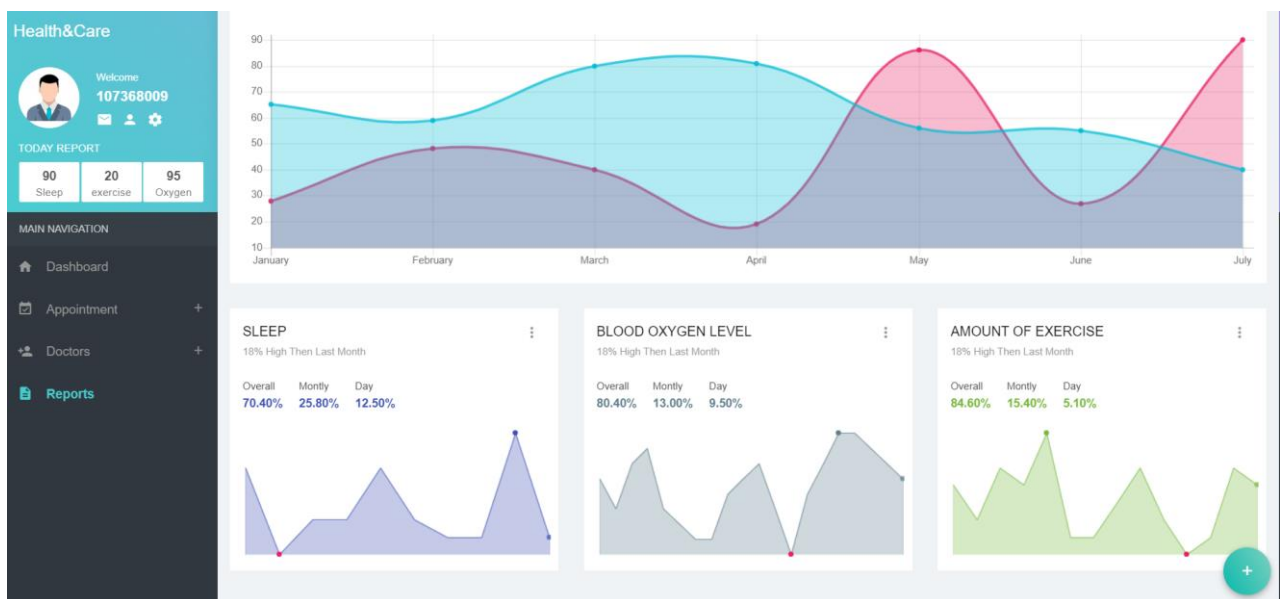 Health&Care
Welcome
107368009
TODAY REPORT
90 20 95
Sleep exercise Oxygen
MAIN NAVIGATION
Dashboard
Appointment +
Doctors +
Reports
90
80
70
60
50
40
30
20
10
January February March April May June July
SLEEP
18% High Then Last Month
Overall Montly Day
70.40% 25.80% 12.50%
BLOOD OXYGEN LEVEL
18% High Then Last Month
Overall Montly Day
80.40% 13.00% 9.50%
AMOUNT OF EXERCISE
18% High Then Last Month
Overall Montly Day
84.60% 15.40% 5.10%
+